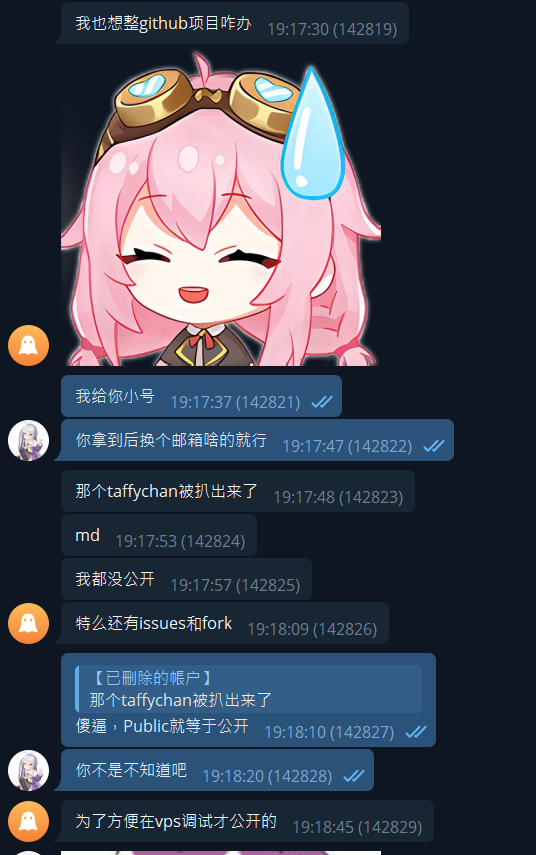 我也想整github项目咋办 19:17:30 (142819)
我给你小号 19:17:37 (142821)
你拿到后换个邮箱啥的就行 19:17:47 (142822)
那个taffychan被扒出来了 19:17:48 (142823)
md 19:17:53 (142824)
我都没公开 19:17:57 (142825)
特么还有issues和fork 19:18:09 (142826)
【已刪除的帳户】
那个taffychan被扒出来了
傻逼，Public就等于公开 19:18:10 (142827)
你不是不知道吧 19:18:20 (142828)
为了方便在vps调试才公开的 19:18:45 (142829)